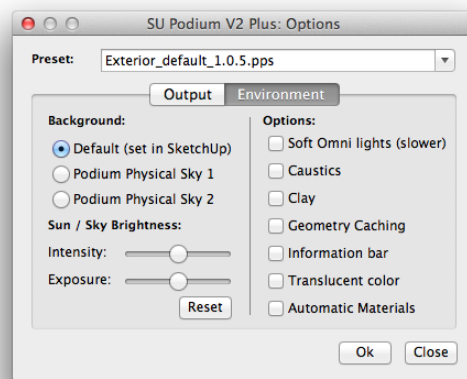 SU Podium V2 Plus: Options
Preset: Exterior_default_1.0.5.pps
Output Environment
Background:
Default (set in SketchUp)
Podium Physical Sky 1
Podium Physical Sky 2
Sun / Sky Brightness:
Intensity:
Exposure:
Reset
Options:
Soft Omni lights (slower)
Caustics
Clay
Geometry Caching
Information bar
Translucent color
Automatic Materials
Ok Close